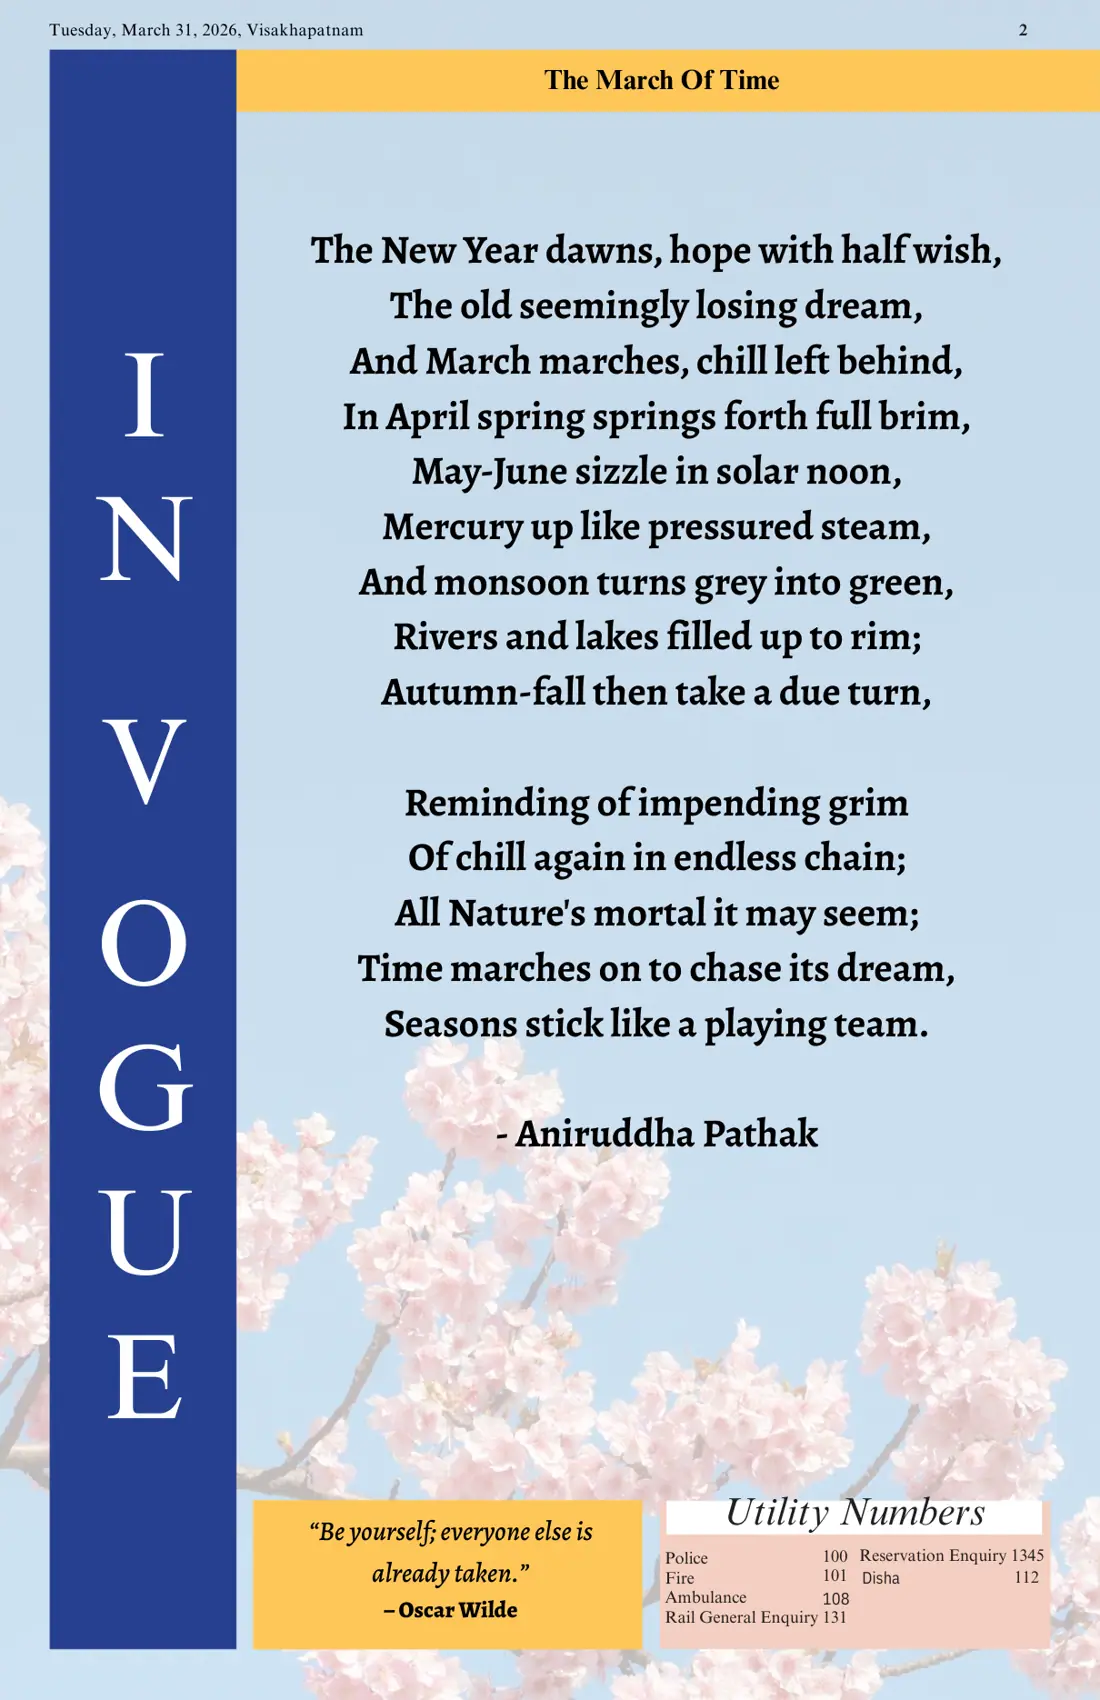 Tuesday, March 31, 2026, Visakhapatnam
2
The March Of Time
IN VOGUE
The New Year dawns, hope with half wish,
The old seemingly losing dream,
And March marches, chill left behind,
In April spring springs forth full brim,
May-June sizzle in solar noon,
Mercury up like pressured steam,
And monsoon turns grey into green,
Rivers and lakes filled up to rim;
Autumn-fall then take a due turn,
Reminding of impending grim
Of chill again in endless chain;
All Nature's mortal it may seem;
Time marches on to chase its dream,
Seasons stick like a playing team.
- Aniruddha Pathak
“Be yourself; everyone else is
already taken.”
– Oscar Wilde
Utility Numbers
Police 100
Fire 101
Ambulance 108
Rail General Enquiry 131
Reservation Enquiry 1345
Disha 112